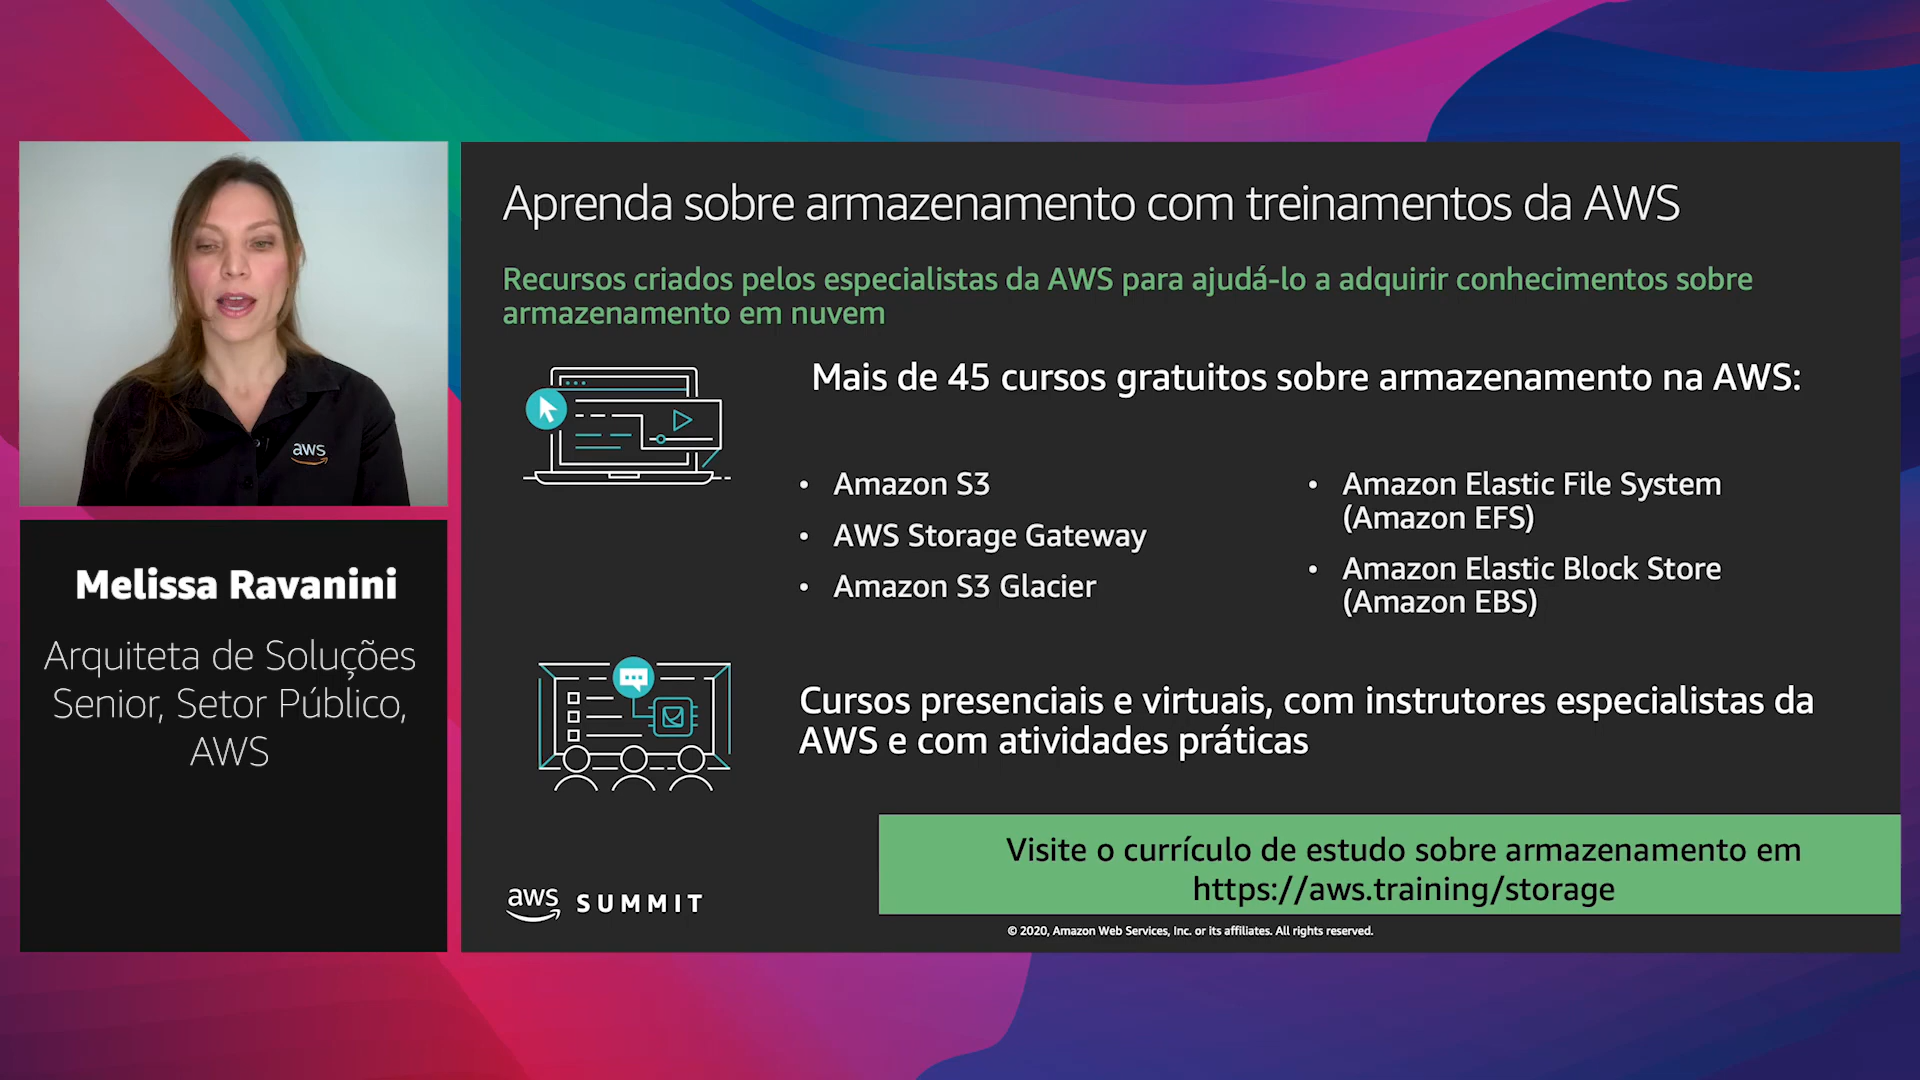 aws
Melissa Ravanini
Arquiteta de Soluções
Senior, Setor Público,
AWS
Aprenda sobre armazenamento com treinamentos da AWS
Recursos criados pelos especialistas da AWS para ajudá-lo a adquirir conhecimentos sobre
armazenamento em nuvem
Mais de 45 cursos gratuitos sobre armazenamento na AWS:
• Amazon S3
• AWS Storage Gateway
• Amazon S3 Glacier
• Amazon Elastic File System
(Amazon EFS)
• Amazon Elastic Block Store
(Amazon EBS)
Cursos presenciais e virtuais, com instrutores especialistas da
AWS e com atividades práticas
Visite o currículo de estudo sobre armazenamento em
https://aws.training/storage
aws SUMMIT
© 2020, Amazon Web Services, Inc. or its affiliates. All rights reserved.